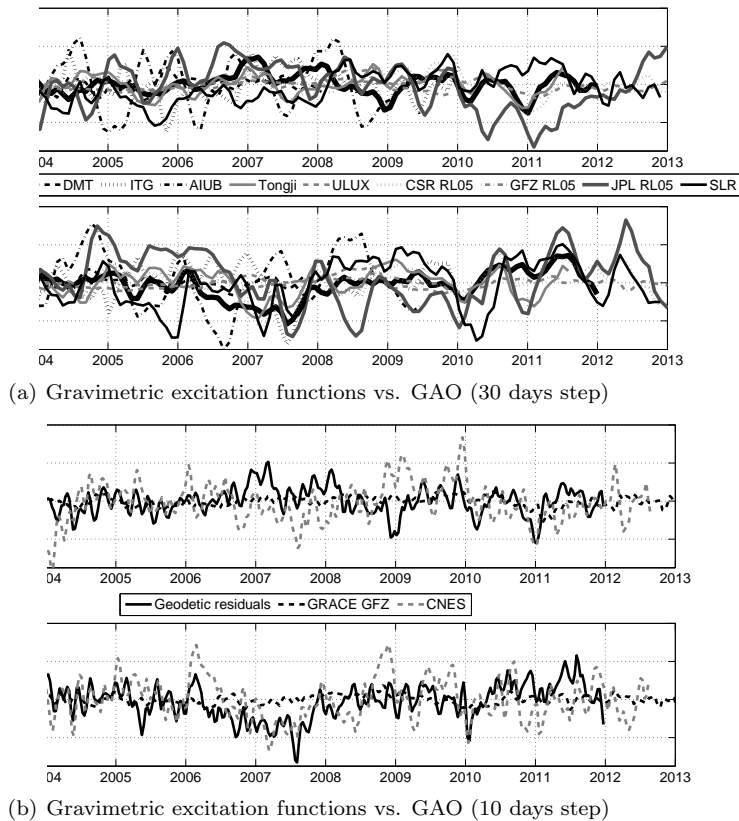 04 2005 2006 2007 2008 2009 2010 2011 2012 2013
DMT ITG AIUB Tongji ULUX CSR RL05 GFZ RL05 JPL RL05 SLR
04 2005 2006 2007 2008 2009 2010 2011 2012 2013
(a) Gravimetric excitation functions vs. GAO (30 days step)
04 2005 2006 2007 2008 2009 2010 2011 2012 2013
Geodetic residuals GRACE GFZ CNES
04 2005 2006 2007 2008 2009 2010 2011 2012 2013
(b) Gravimetric excitation functions vs. GAO (10 days step)